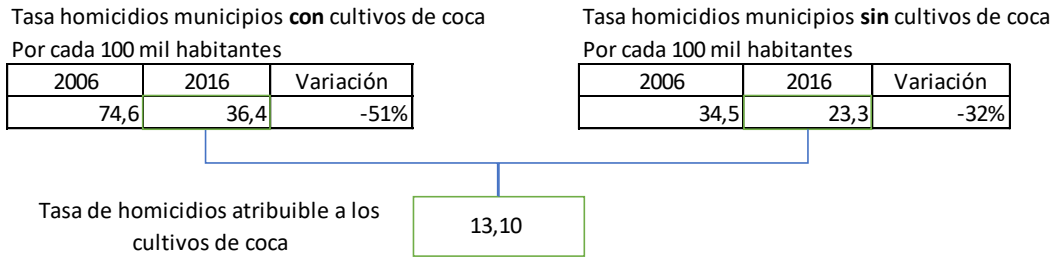 Tasa homicidios municipios con cultivos de coca
Por cada 100 mil habitantes
2006 2016 Variación
74,6 36,4 -51%
Tasa homicidios municipios sin cultivos de coca
Por cada 100 mil habitantes
2006 2016 Variación
34,5 23,3 -32%
Tasa de homicidios atribuible a los
cultivos de coca
13,10